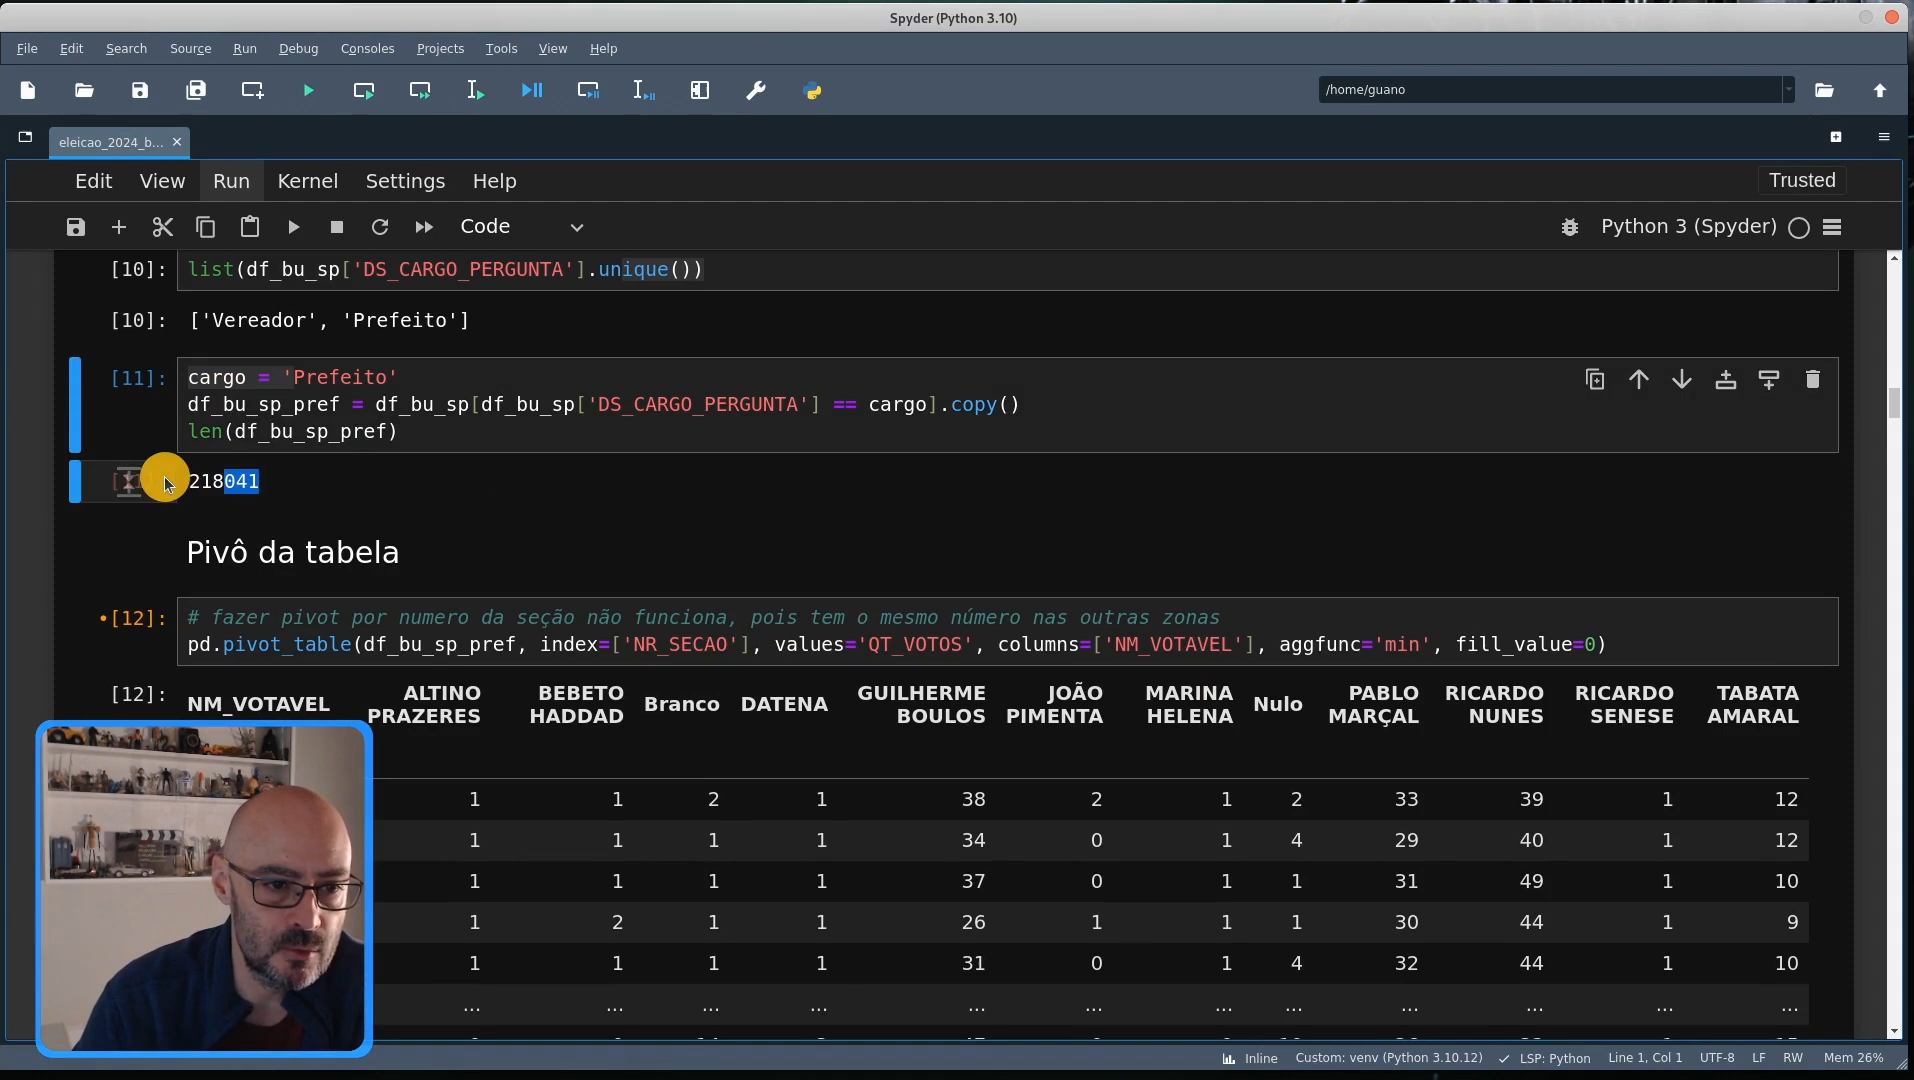 Spyder (Python 3.10)
File Edit Search Source Run Debug Consoles Projects Tools View Help
/home/guano
eleicao_2024_b...
Edit View Run Kernel Settings Help
Trusted
Code
Python 3 (Spyder)
[10]: list(df_bu_sp['DS_CARGO_PERGUNTA'].unique())
[10]: ['Vereador', 'Prefeito']
[11]: cargo = 'Prefeito'
df_bu_sp_pref = df_bu_sp[df_bu_sp['DS_CARGO_PERGUNTA'] == cargo].copy()
len(df_bu_sp_pref)
218041
Pivô da tabela
[12]: # fazer pivot por numero da seção não funciona, pois tem o mesmo número nas outras zonas
pd.pivot_table(df_bu_sp_pref, index=['NR_SECAO'], values='QT_VOTOS', columns=['NM_VOTAVEL'], aggfunc='min', fill_value=0)
[12]: NM_VOTAVEL ALTINO PRAZERES BEBETO HADDAD Branco DATENA GUILHERME BOULOS JOÃO PIMENTA MARINA HELENA Nulo PABLO MARÇAL RICARDO NUNES RICARDO SENESE TABATA AMARAL
1 1 2 1 38 2 1 2 33 39 1 12
1 1 1 1 34 0 1 4 29 40 1 12
1 1 1 1 37 0 1 1 31 49 1 10
1 2 1 1 26 1 1 1 30 44 1 9
1 1 1 1 31 0 1 4 32 44 1 10
... ... ... ... ... ... ... ... ... ... ... ...
Inline Custom: venv (Python 3.10.12) LSP: Python Line 1, Col 1 UTF-8 LF RW Mem 26%